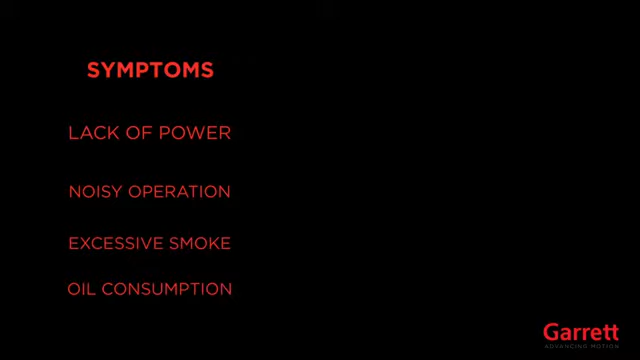 SYMPTOMS
LACK OF POWER
NOISY OPERATION
EXCESSIVE SMOKE
OIL CONSUMPTION
Garrett
ADVANCING MOTION